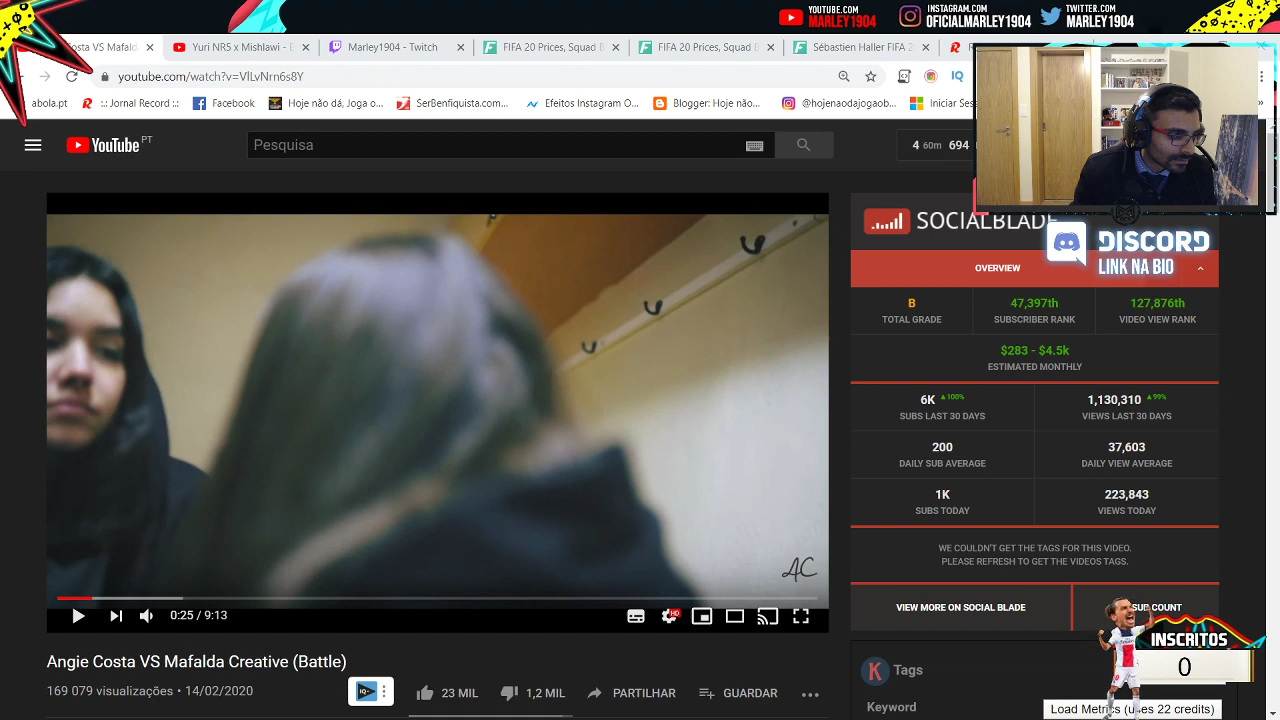 YOUTUBE.COM
MARLEY1904
INSTAGRAM.COM
OFICIALMARLEY1904
TWITTER.COM
MARLEY1904
Costa VS Mafald
Yuri NR5 x Mishlawi - D
Marley1904 - Twitch
FIFA 20 Prices, Squad B
FIFA 20 Prices, Squad B
Sébastien Haller FIFA 2
youtube.com/watch?v=VlLvNrn6s8Y
IQ
abola.pt
:: Jornal Record ::
Facebook
Hoje não dá, Joga o...
SerBenfiquista.com...
Efeitos Instagram O...
Blogger: Hoje não...
@hojenaodajogaob...
Iniciar Sess
YouTube PT
Pesquisa
4 60m 694
SOCIALBLADE
DISCORD
LINK NA BIO
OVERVIEW
B
TOTAL GRADE
47,397th
SUBSCRIBER RANK
127,876th
VIDEO VIEW RANK
$283 - $4.5k
ESTIMATED MONTHLY
6K ▲100%
SUBS LAST 30 DAYS
1,130,310 ▲99%
VIEWS LAST 30 DAYS
200
DAILY SUB AVERAGE
37,603
DAILY VIEW AVERAGE
1K
SUBS TODAY
223,843
VIEWS TODAY
WE COULDN'T GET THE TAGS FOR THIS VIDEO.
PLEASE REFRESH TO GET THE VIDEOS TAGS.
VIEW MORE ON SOCIAL BLADE
SUB COUNT
AC
0:25 / 9:13
HD
Angie Costa VS Mafalda Creative (Battle)
169 079 visualizações • 14/02/2020
IQ
23 MIL
1,2 MIL
PARTILHAR
GUARDAR
INSCRITOS
0
K Tags
Keyword
Load Metrics (uses 22 credits)